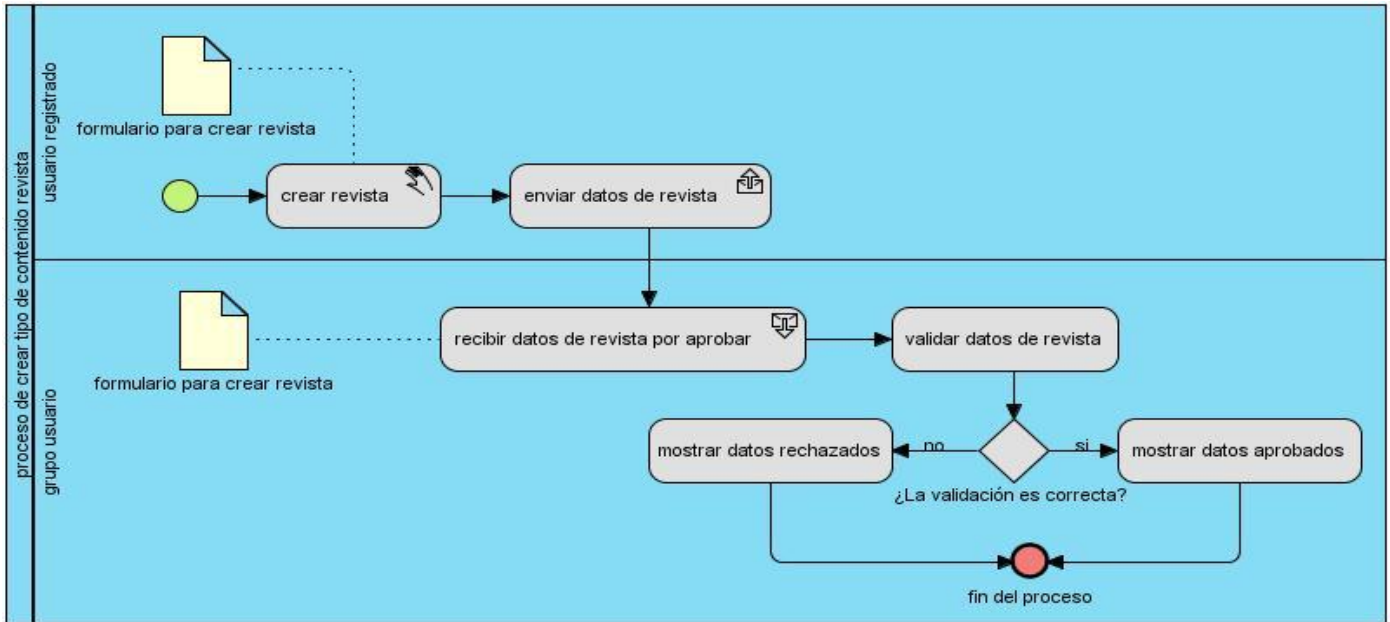 proceso de crear tipo de contenido revista
usuario registrado
formulario para crear revista
crear revista
enviar datos de revista
grupo usuario
formulario para crear revista
recibir datos de revista por aprobar
validar datos de revista
mostrar datos rechazados
no
si
mostrar datos aprobados
¿La validación es correcta?
fin del proceso